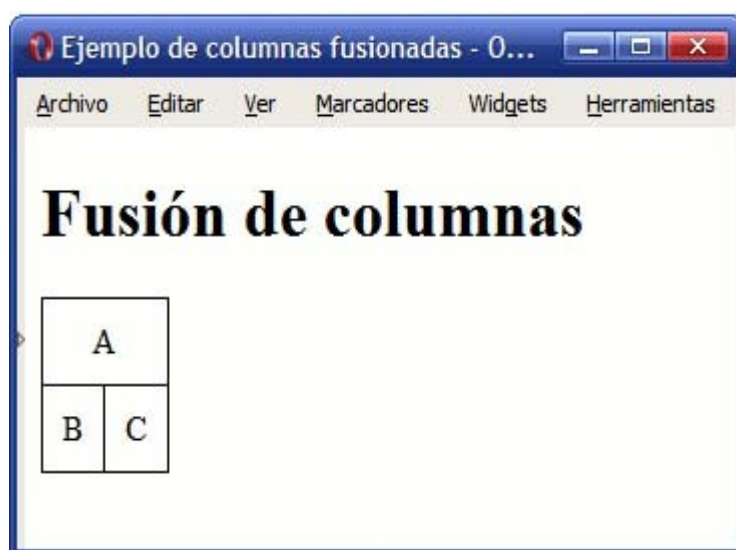 Ejemplo de columnas fusionadas - O...
Archivo Editar Ver Marcadores Widgets Herramientas
Fusión de columnas
A
B C